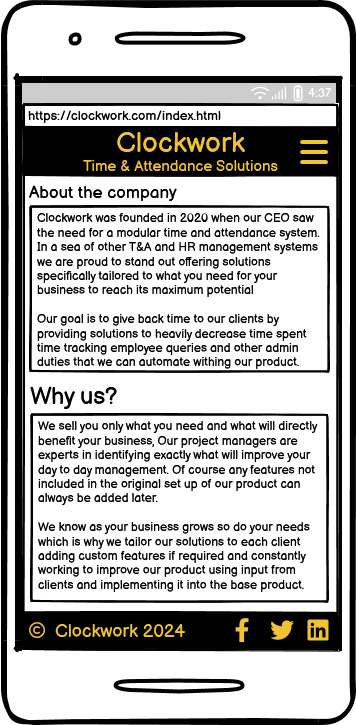 4:37
https://clockwork.com/index.html
Clockwork
Time & Attendance Solutions
About the company
Clockwork was founded in 2020 when our CEO saw
the need for a modular time and attendance system.
In a sea of other T&A and HR management systems
we are proud to stand out offering solutions
specifically tailored to what you need for your
business to reach its maximum potential
Our goal is to give back time to our clients by
providing solutions to heavily decrease time spent
time tracking employee queries and other admin
duties that we can automate withing our product.
Why us?
We sell you only what you need and what will directly
benefit your business, Our project managers are
experts in identifying exactly what will improve your
day to day management. Of course any features not
included in the original set up of our product can
always be added later.
We know as your business grows so do your needs
which is why we tailor our solutions to each client
adding custom features if required and constantly
working to improve our product using input from
clients and implementing it into the base product.
© Clockwork 2024